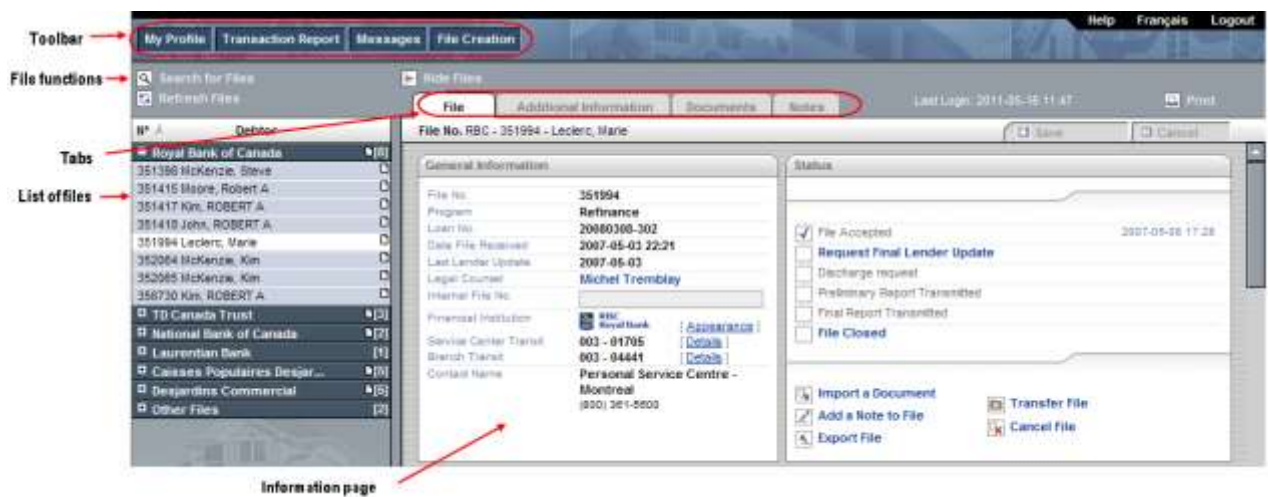 Help Français Logout
Toolbar
My Profile Transaction Report Messages File Creation
File functions
Search for Files
Refresh Files
Hide Files
File Additional Information Documents Notes
Last Login: 2011-05-16 11:47
Print
N° Debtor
File No. RBC - 351994 - Leclerc, Marie
Save Cancel
Tabs
List of files
Royal Bank of Canada [8]
351396 McKenzie, Steve
351415 Moore, Robert A
351417 Kim, ROBERT A
351418 John, ROBERT A
351994 Leclerc, Marie
352064 McKenzie, Kim
352065 McKenzie, Kim
356730 Kim, ROBERT A
TD Canada Trust [3]
National Bank of Canada [2]
Laurentian Bank [1]
Caisses Populaires Desjar... [5]
Desjardins Commercial [6]
Other Files [2]
General Information
File No. 351994
Program Refinance
Loan No. 20080308-302
Date File Received 2007-05-03 22:21
Last Lender Update 2007-05-03
Legal Counsel Michel Tremblay
Internal File No.
Financial Institution RBC Royal Bank [ Appearance ]
Service Center Transit 003 - 01705 [ Details ]
Branch Transit 003 - 04441 [ Details ]
Contact Name Personal Service Centre - Montreal
(800) 361-5600
Status
File Accepted 2007-05-08 17:28
Request Final Lender Update
Discharge request
Preliminary Report Transmitted
Final Report Transmitted
File Closed
Import a Document
Add a Note to File
Export File
Transfer File
Cancel File
Information page